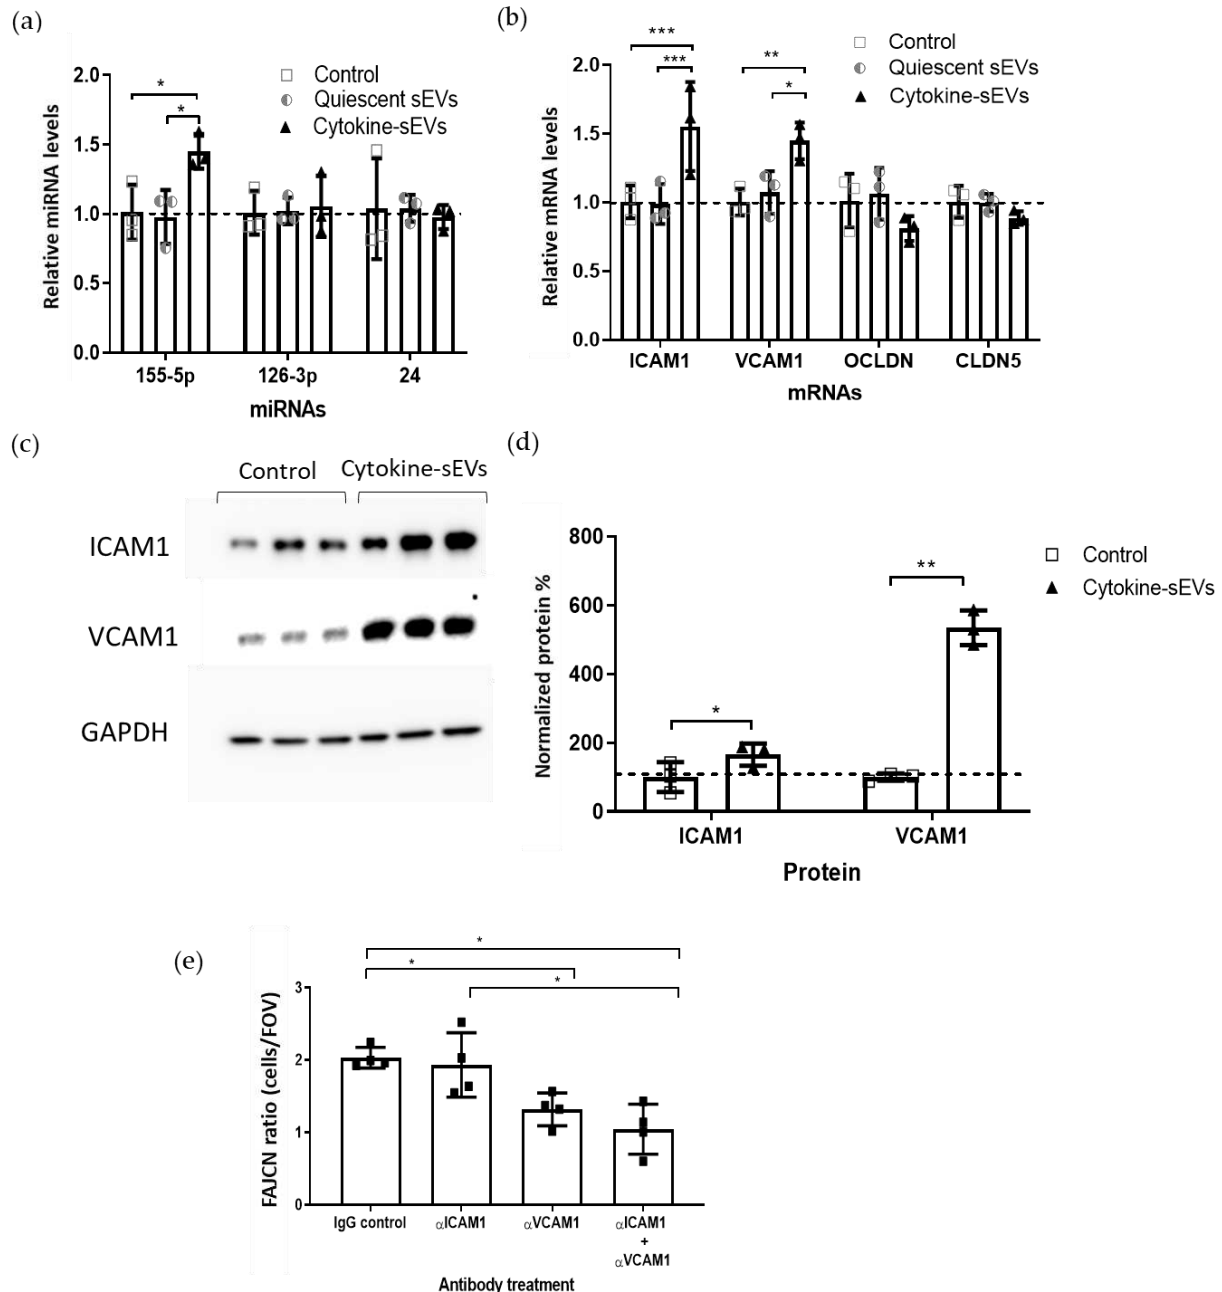 (a)
*
*
Control
Quiescent sEVs
Cytokine-sEVs
2.0
1.5
1.0
0.5
0.0
Relative miRNA levels
155-5p 126-3p 24
miRNAs
(b)
***
***
**
*
Control
Quiescent sEVs
Cytokine-sEVs
2.0
1.5
1.0
0.5
0.0
Relative mRNA levels
ICAM1 VCAM1 OCLDN CLDN5
mRNAs
(c)
Control Cytokine-sEVs
ICAM1
VCAM1
GAPDH
(d)
800
600
400
200
0
Normalized protein %
*
**
Control
Cytokine-sEVs
ICAM1 VCAM1
Protein
(e)
*
*
*
3
2
1
0
FAJCN ratio (cells/FOV)
IgG control αICAM1 αVCAM1 αICAM1
+
αVCAM1
Antibody treatment